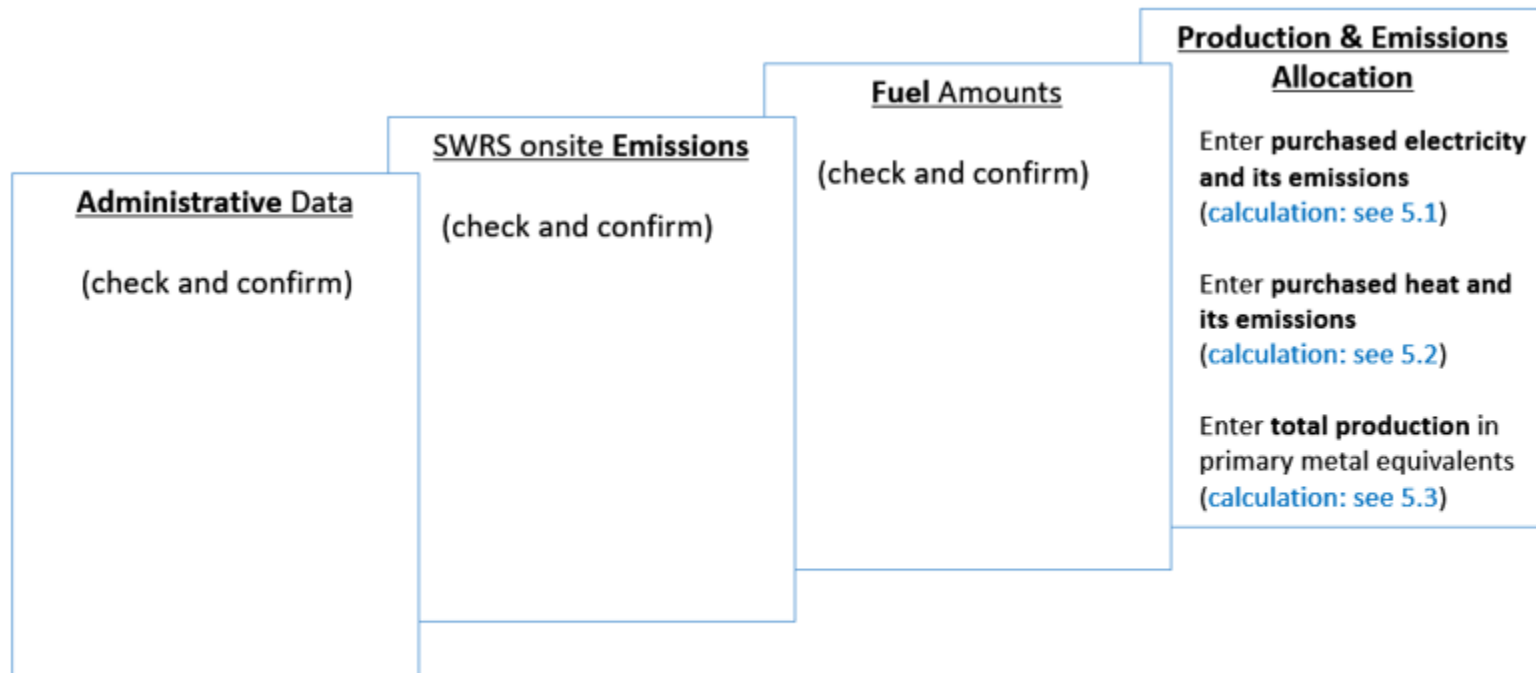 Administrative Data
(check and confirm)
SWRS onsite Emissions
(check and confirm)
Fuel Amounts
(check and confirm)
Production & Emissions
Allocation
Enter purchased electricity
and its emissions
(calculation: see 5.1)
Enter purchased heat and
its emissions
(calculation: see 5.2)
Enter total production in
primary metal equivalents
(calculation: see 5.3)